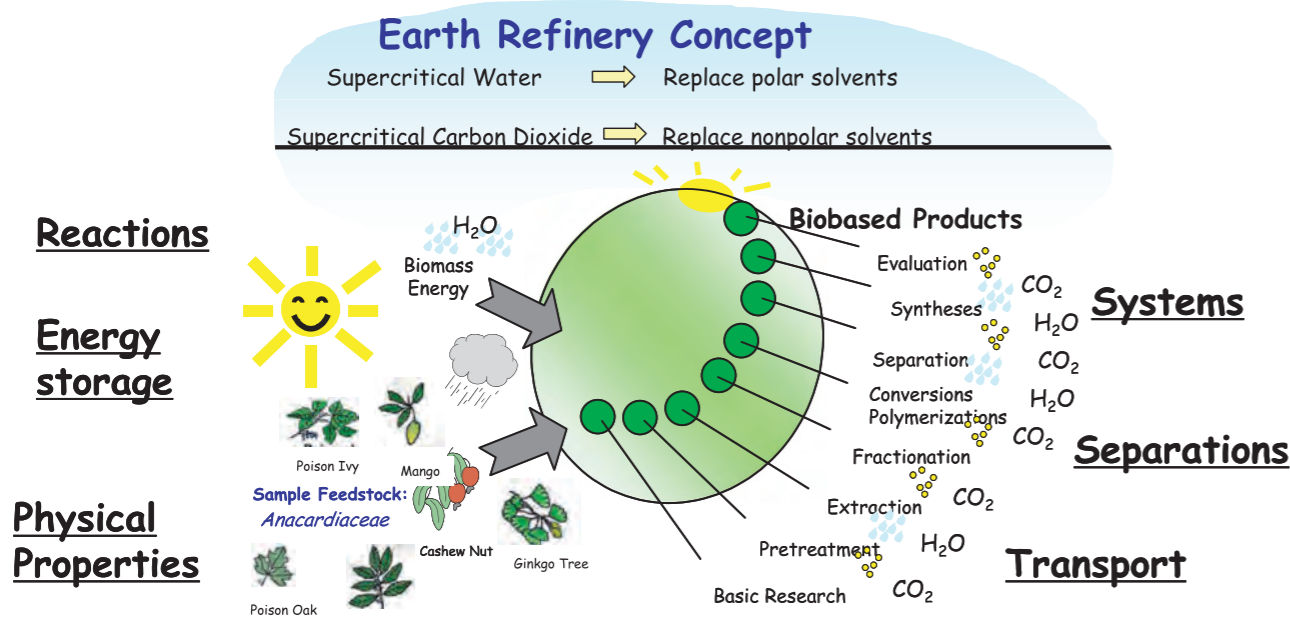 Earth Refinery Concept
Supercritical Water Replace polar solvents
Supercritical Carbon Dioxide Replace nonpolar solvents
Reactions
Energy
storage
Physical
Properties
H₂O
Biomass
Energy
Poison Ivy
Mango
Sample Feedstock:
Anacardiaceae
Cashew Nut
Ginkgo Tree
Poison Oak
Biobased Products
Evaluation
CO₂
Syntheses
H₂O
Separation
CO₂
Conversions
Polymerizations
H₂O
CO₂
Fractionation
CO₂
Extraction
H₂O
Pretreatment
CO₂
Basic Research
Systems
Separations
Transport